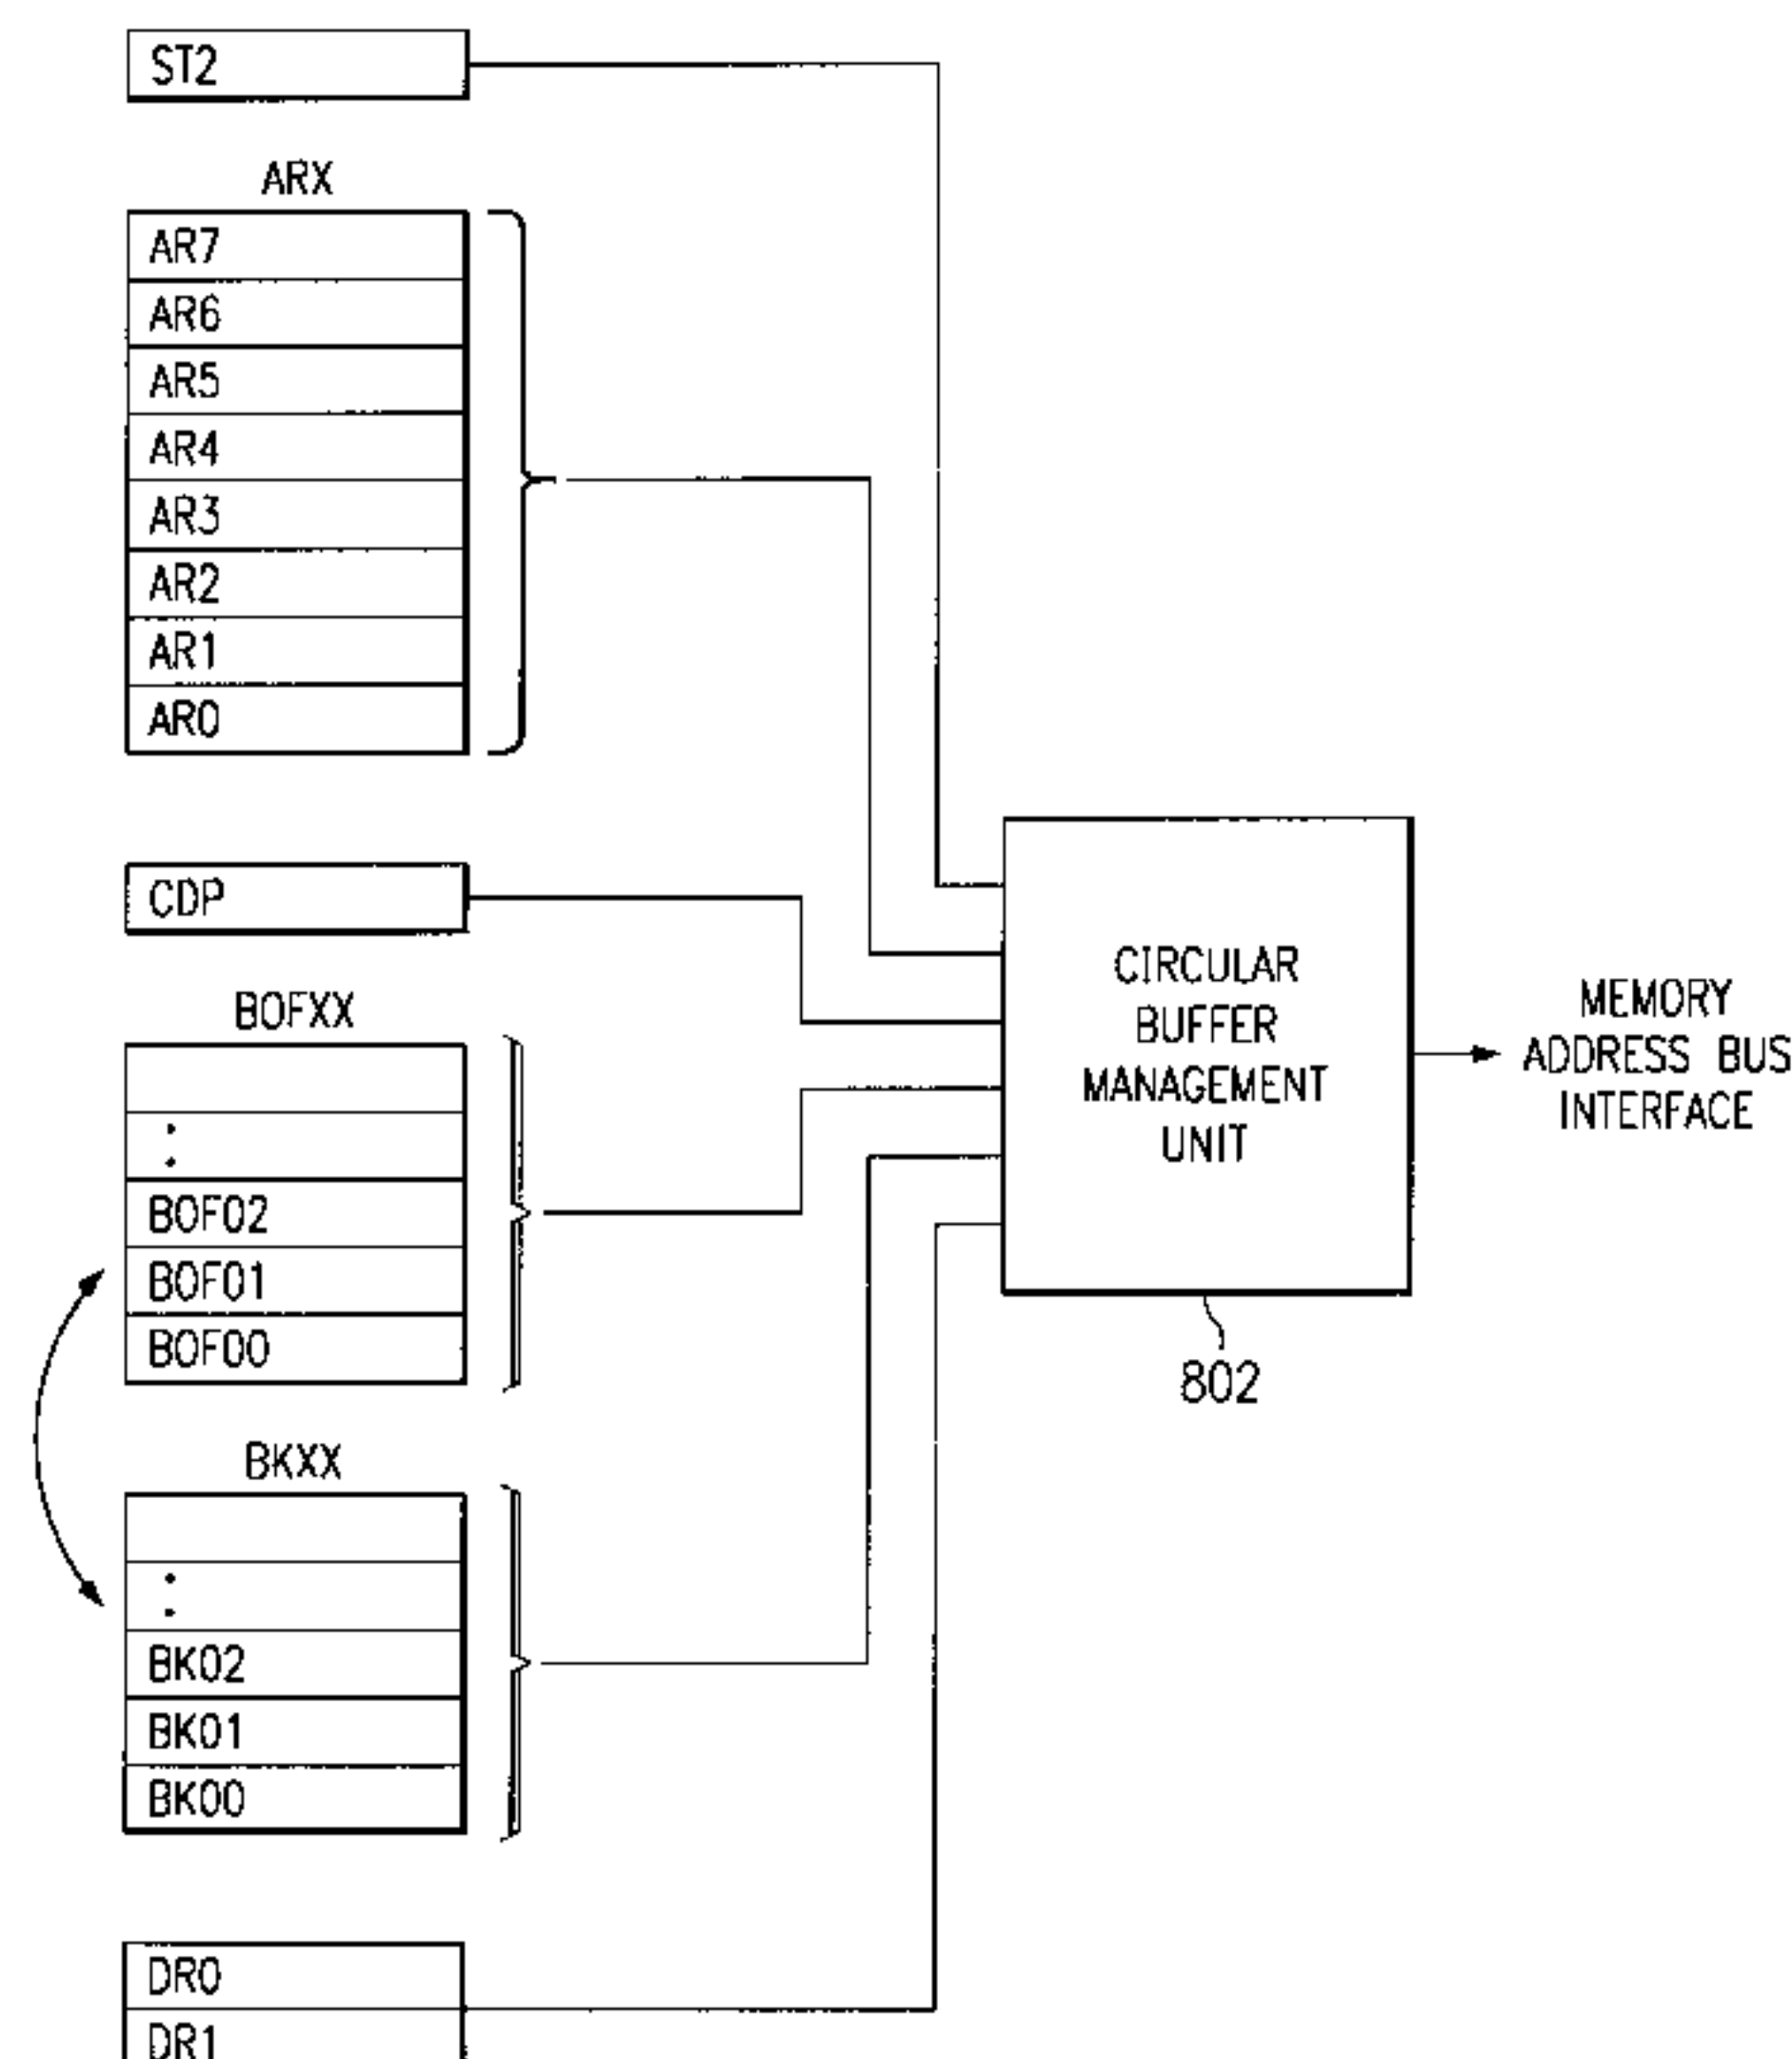 ST2
ARX
AR7
AR6
AR5
AR4
AR3
AR2
AR1
AR0
CDP
BOFXX
BOF02
BOF01
BOF00
BKXX
BK02
BK01
BK00
DR0
DR1
CIRCULAR
BUFFER
MANAGEMENT
UNIT
802
MEMORY
ADDRESS BUS
INTERFACE